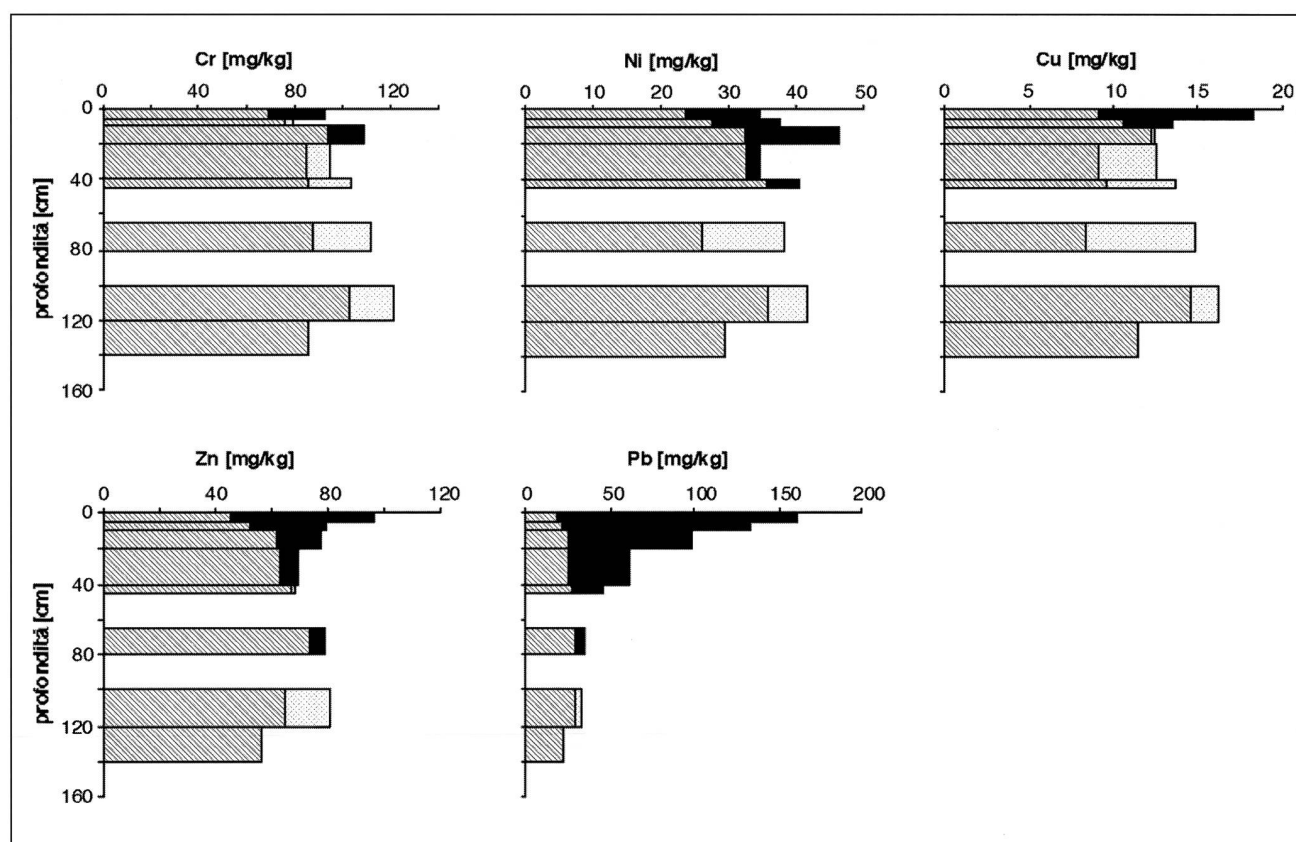 Cr [mg/kg]
0 40 80 120
Ni [mg/kg]
0 10 20 30 40 50
Cu [mg/kg]
0 5 10 15 20
profondità [cm]
0
40
80
120
160
Zn [mg/kg]
0 40 80 120
Pb [mg/kg]
0 50 100 150 200
profondità [cm]
0
40
80
120
160